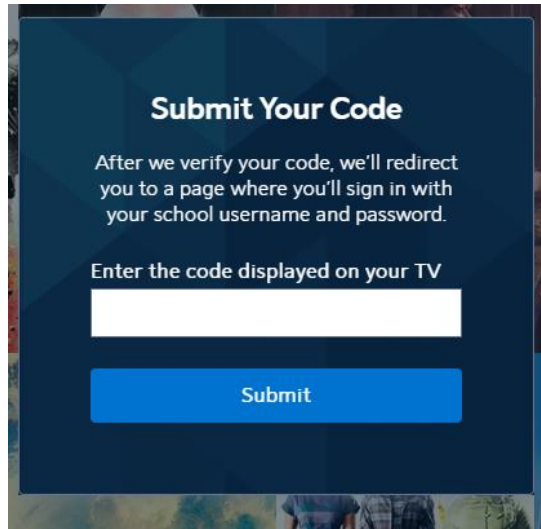 Submit Your Code
After we verify your code, we'll redirect
you to a page where you'll sign in with
your school username and password.
Enter the code displayed on your TV
Submit